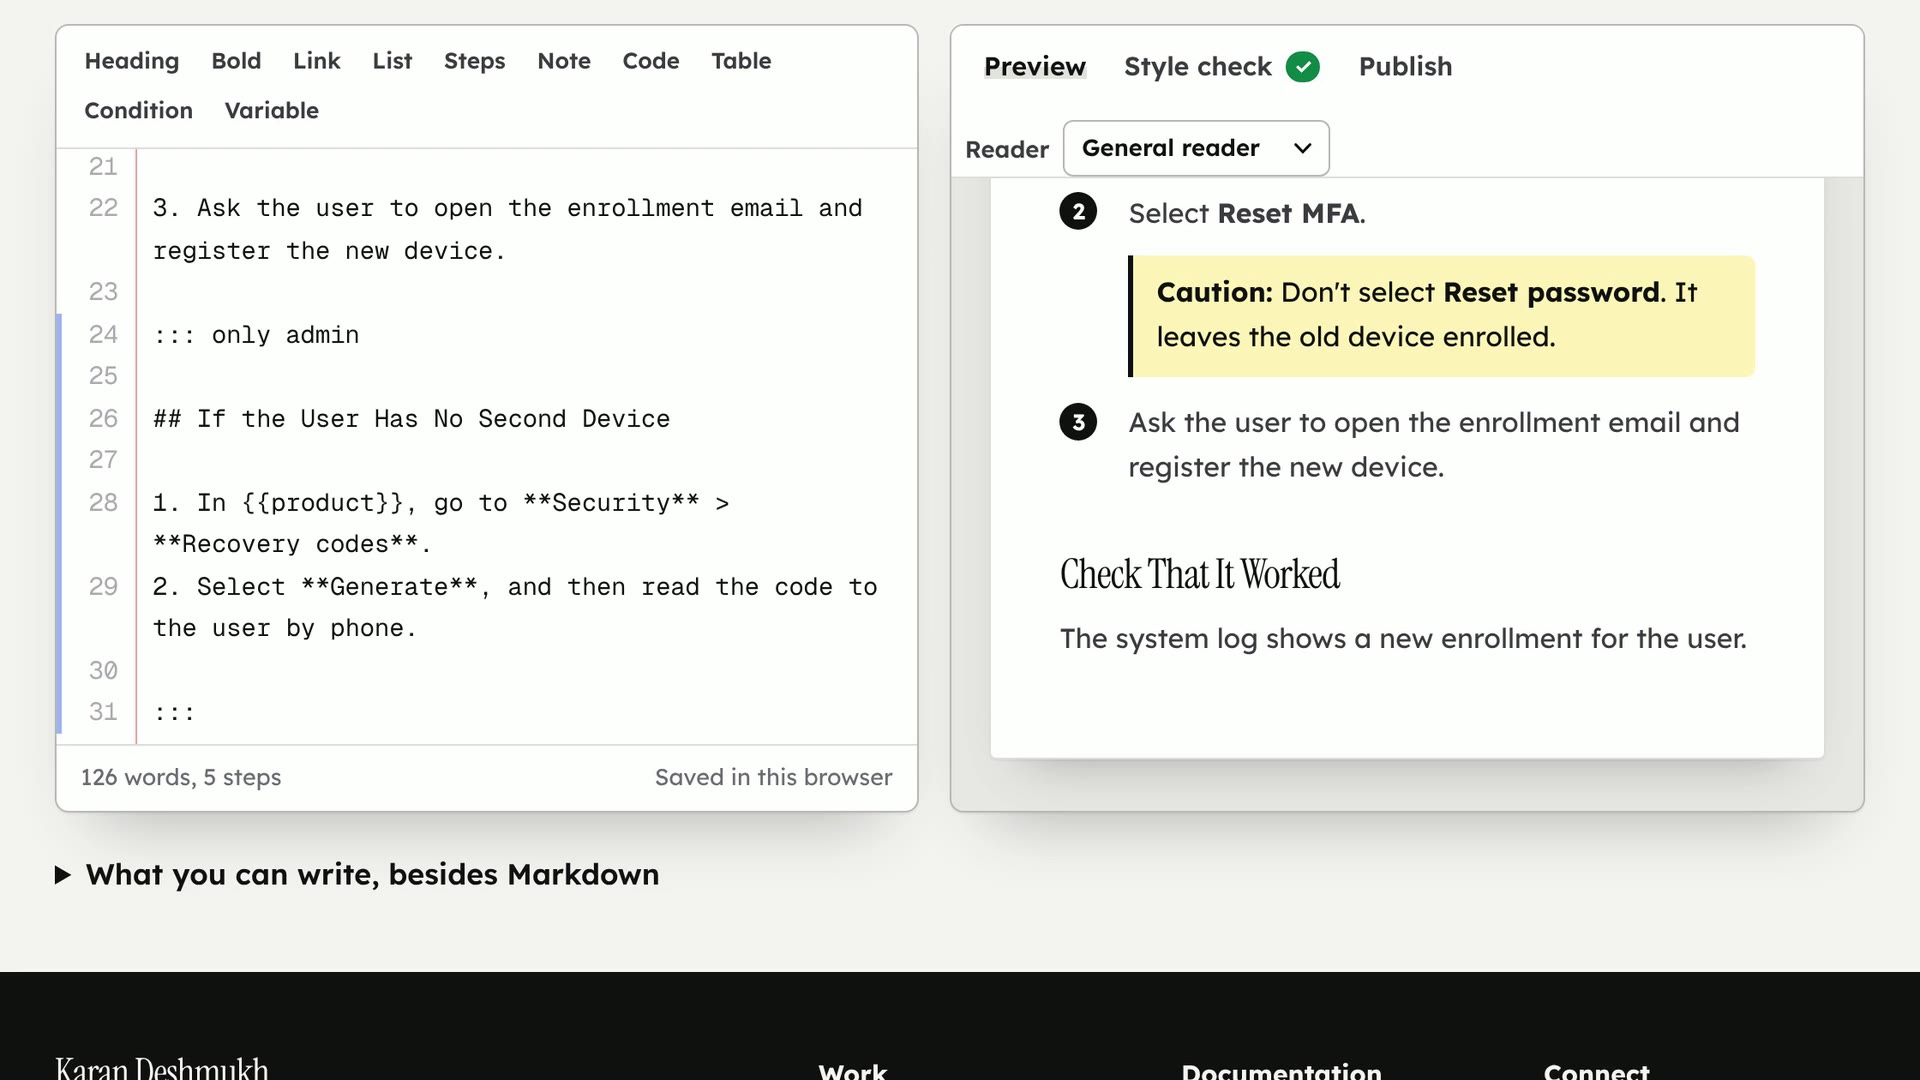 Heading Bold Link List Steps Note Code Table
Condition Variable
21
22 3. Ask the user to open the enrollment email and
register the new device.
23
24 ::: only admin
25
26 ## If the User Has No Second Device
27
28 1. In {{product}}, go to **Security** >
**Recovery codes**.
29 2. Select **Generate**, and then read the code to
the user by phone.
30
31 :::
126 words, 5 steps
Saved in this browser
Preview Style check Publish
Reader General reader
2 Select Reset MFA.
Caution: Don't select Reset password. It
leaves the old device enrolled.
3 Ask the user to open the enrollment email and
register the new device.
Check That It Worked
The system log shows a new enrollment for the user.
What you can write, besides Markdown
Karan Deshmukh
Work
Documentation
Connect